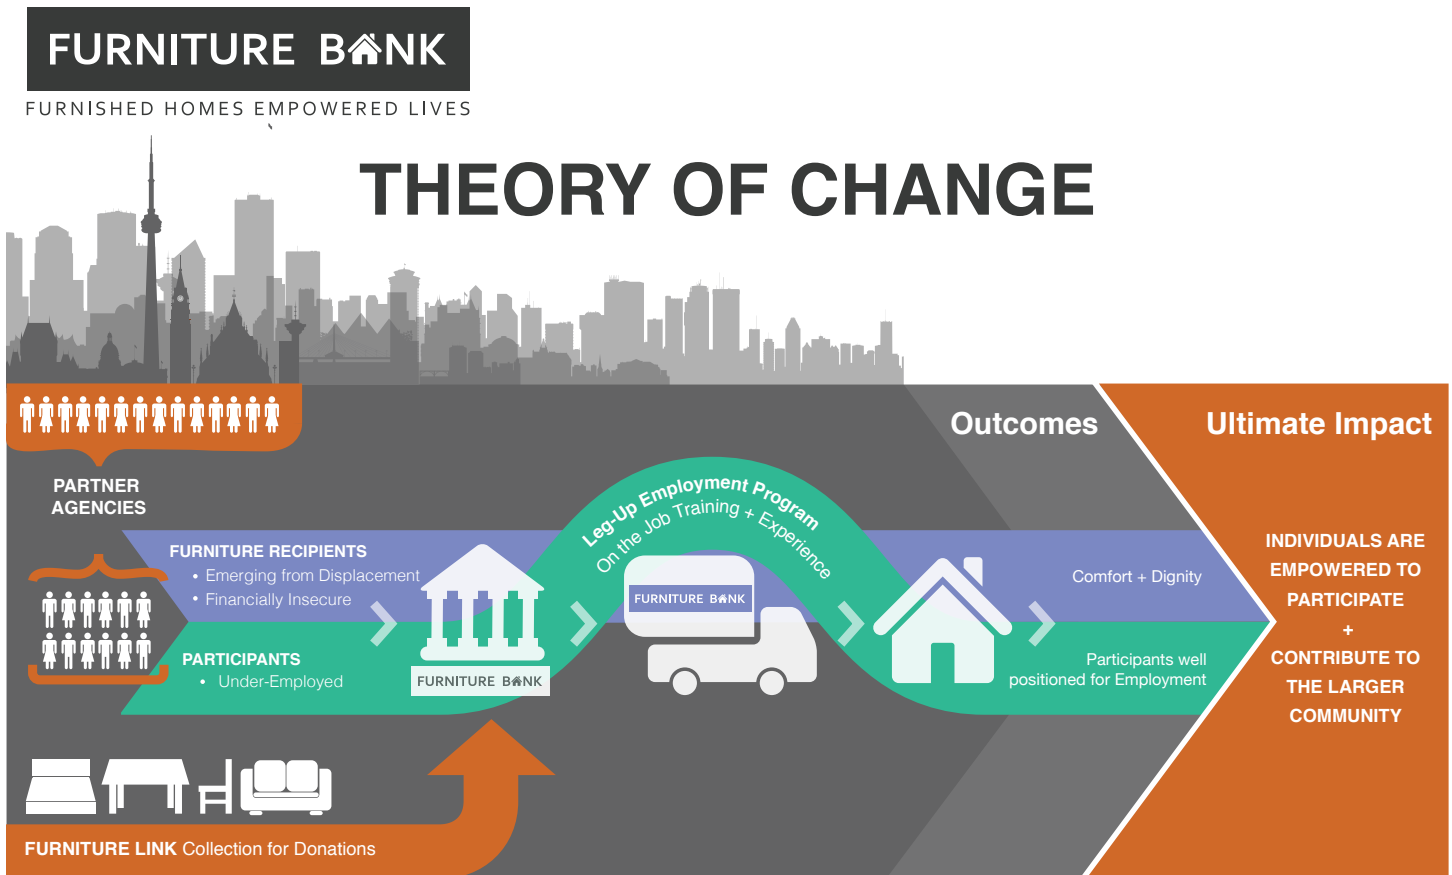 FURNITURE BANK
FURNISHED HOMES EMPOWERED LIVES
THEORY OF CHANGE
Outcomes
Ultimate Impact
PARTNER
AGENCIES
FURNITURE RECIPIENTS
• Emerging from Displacement
• Financially Insecure
PARTICIPANTS
• Under-Employed
FURNITURE BANK
Leg-Up Employment Program
On the Job Training + Experience
FURNITURE BANK
Comfort + Dignity
Participants well
positioned for Employment
INDIVIDUALS ARE
EMPOWERED TO
PARTICIPATE
+
CONTRIBUTE TO
THE LARGER
COMMUNITY
FURNITURE LINK Collection for Donations